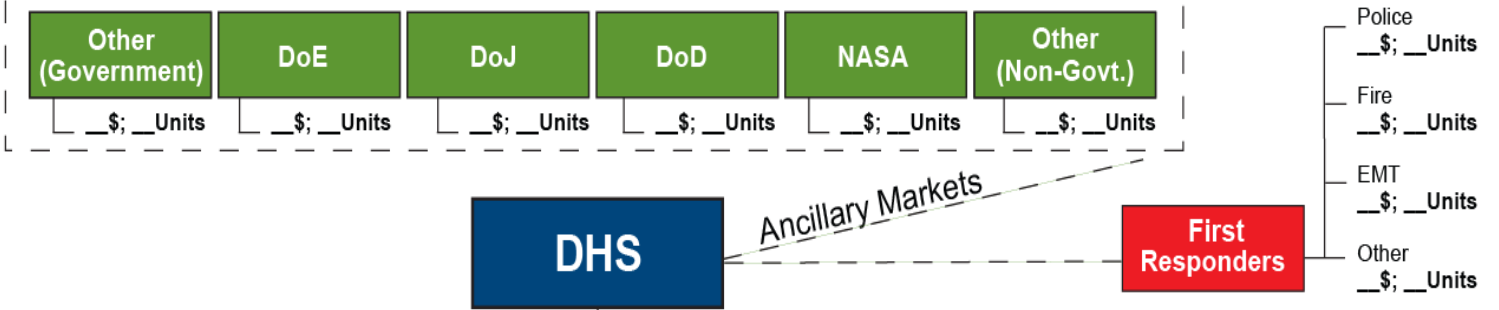 Other
(Government)
DoE
DoJ
DoD
NASA
Other
(Non-Govt.)
__$; __Units
__$; __Units
__$; __Units
__$; __Units
__$; __Units
__$; __Units
Ancillary Markets
DHS
First
Responders
Police
__$; __Units
Fire
__$; __Units
EMT
__$; __Units
Other
__$; __Units